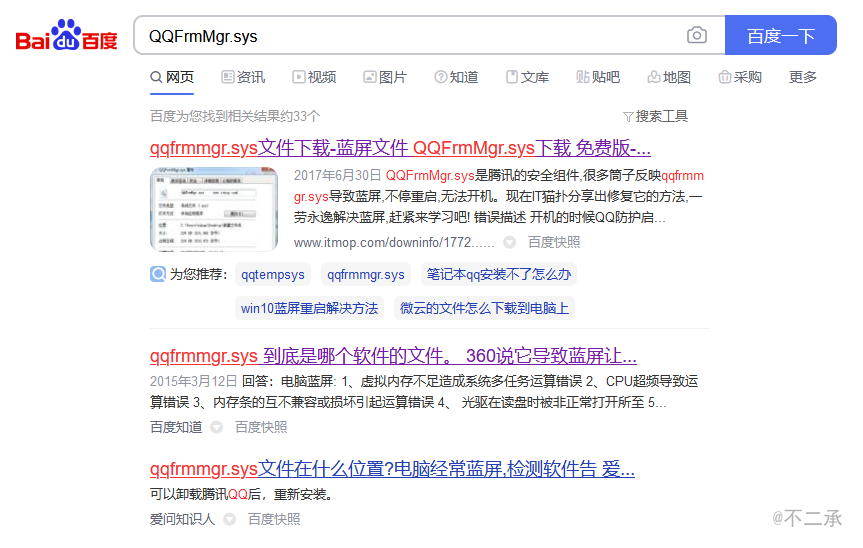 Bai du 百度 QQFrmMgr.sys 百度一下
网页 资讯 视频 图片 知道 文库 贴吧 地图 采购 更多
百度为您找到相关结果约33个 搜索工具
qqfrmmgr.sys文件下载-蓝屏文件 QQFrmMgr.sys下载 免费版-...
2017年6月30日 QQFrmMgr.sys是腾讯的安全组件,很多筒子反映qqfrmm
gr.sys导致蓝屏,不停重启,无法开机。现在IT猫扑分享出修复它的方法,一
劳永逸解决蓝屏,赶紧来学习吧! 错误描述 开机的时候QQ防护启...
www.itmop.com/downinfo/1772...... 百度快照
为您推荐: qqtempsys qqfrmmgr.sys 笔记本qq安装不了怎么办
win10蓝屏重启解决方法 微云的文件怎么下载到电脑上
qqfrmmgr.sys 到底是哪个软件的文件。 360说它导致蓝屏让...
2015年3月12日 回答：电脑蓝屏: 1、虚拟内存不足造成系统多任务运算错误 2、CPU超频导致运
算错误 3、内存条的互不兼容或损坏引起运算错误 4、 光驱在读盘时被非正常打开所至 5...
百度知道 百度快照
qqfrmmgr.sys文件在什么位置?电脑经常蓝屏,检测软件告 爱...
可以卸载腾讯QQ后，重新安装。
爱问知识人 百度快照
@不二承